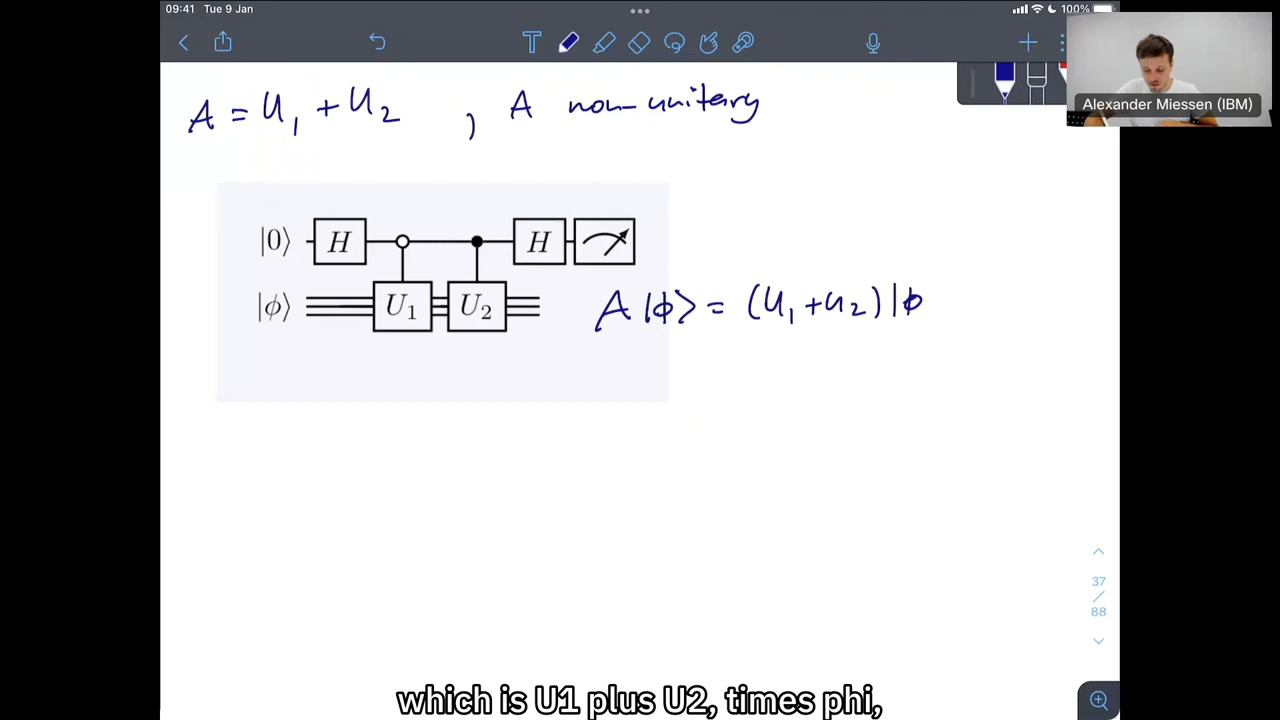 09:41 Tue 9 Jan
100%
Alexander Miessen (IBM)
A = U₁ + U₂ , A non-unitary
|0⟩ H H
|ϕ⟩ U₁ U₂
A |ϕ⟩ = (U₁ + U₂) |ϕ
37
/
88
which is U1 plus U2, times phi,